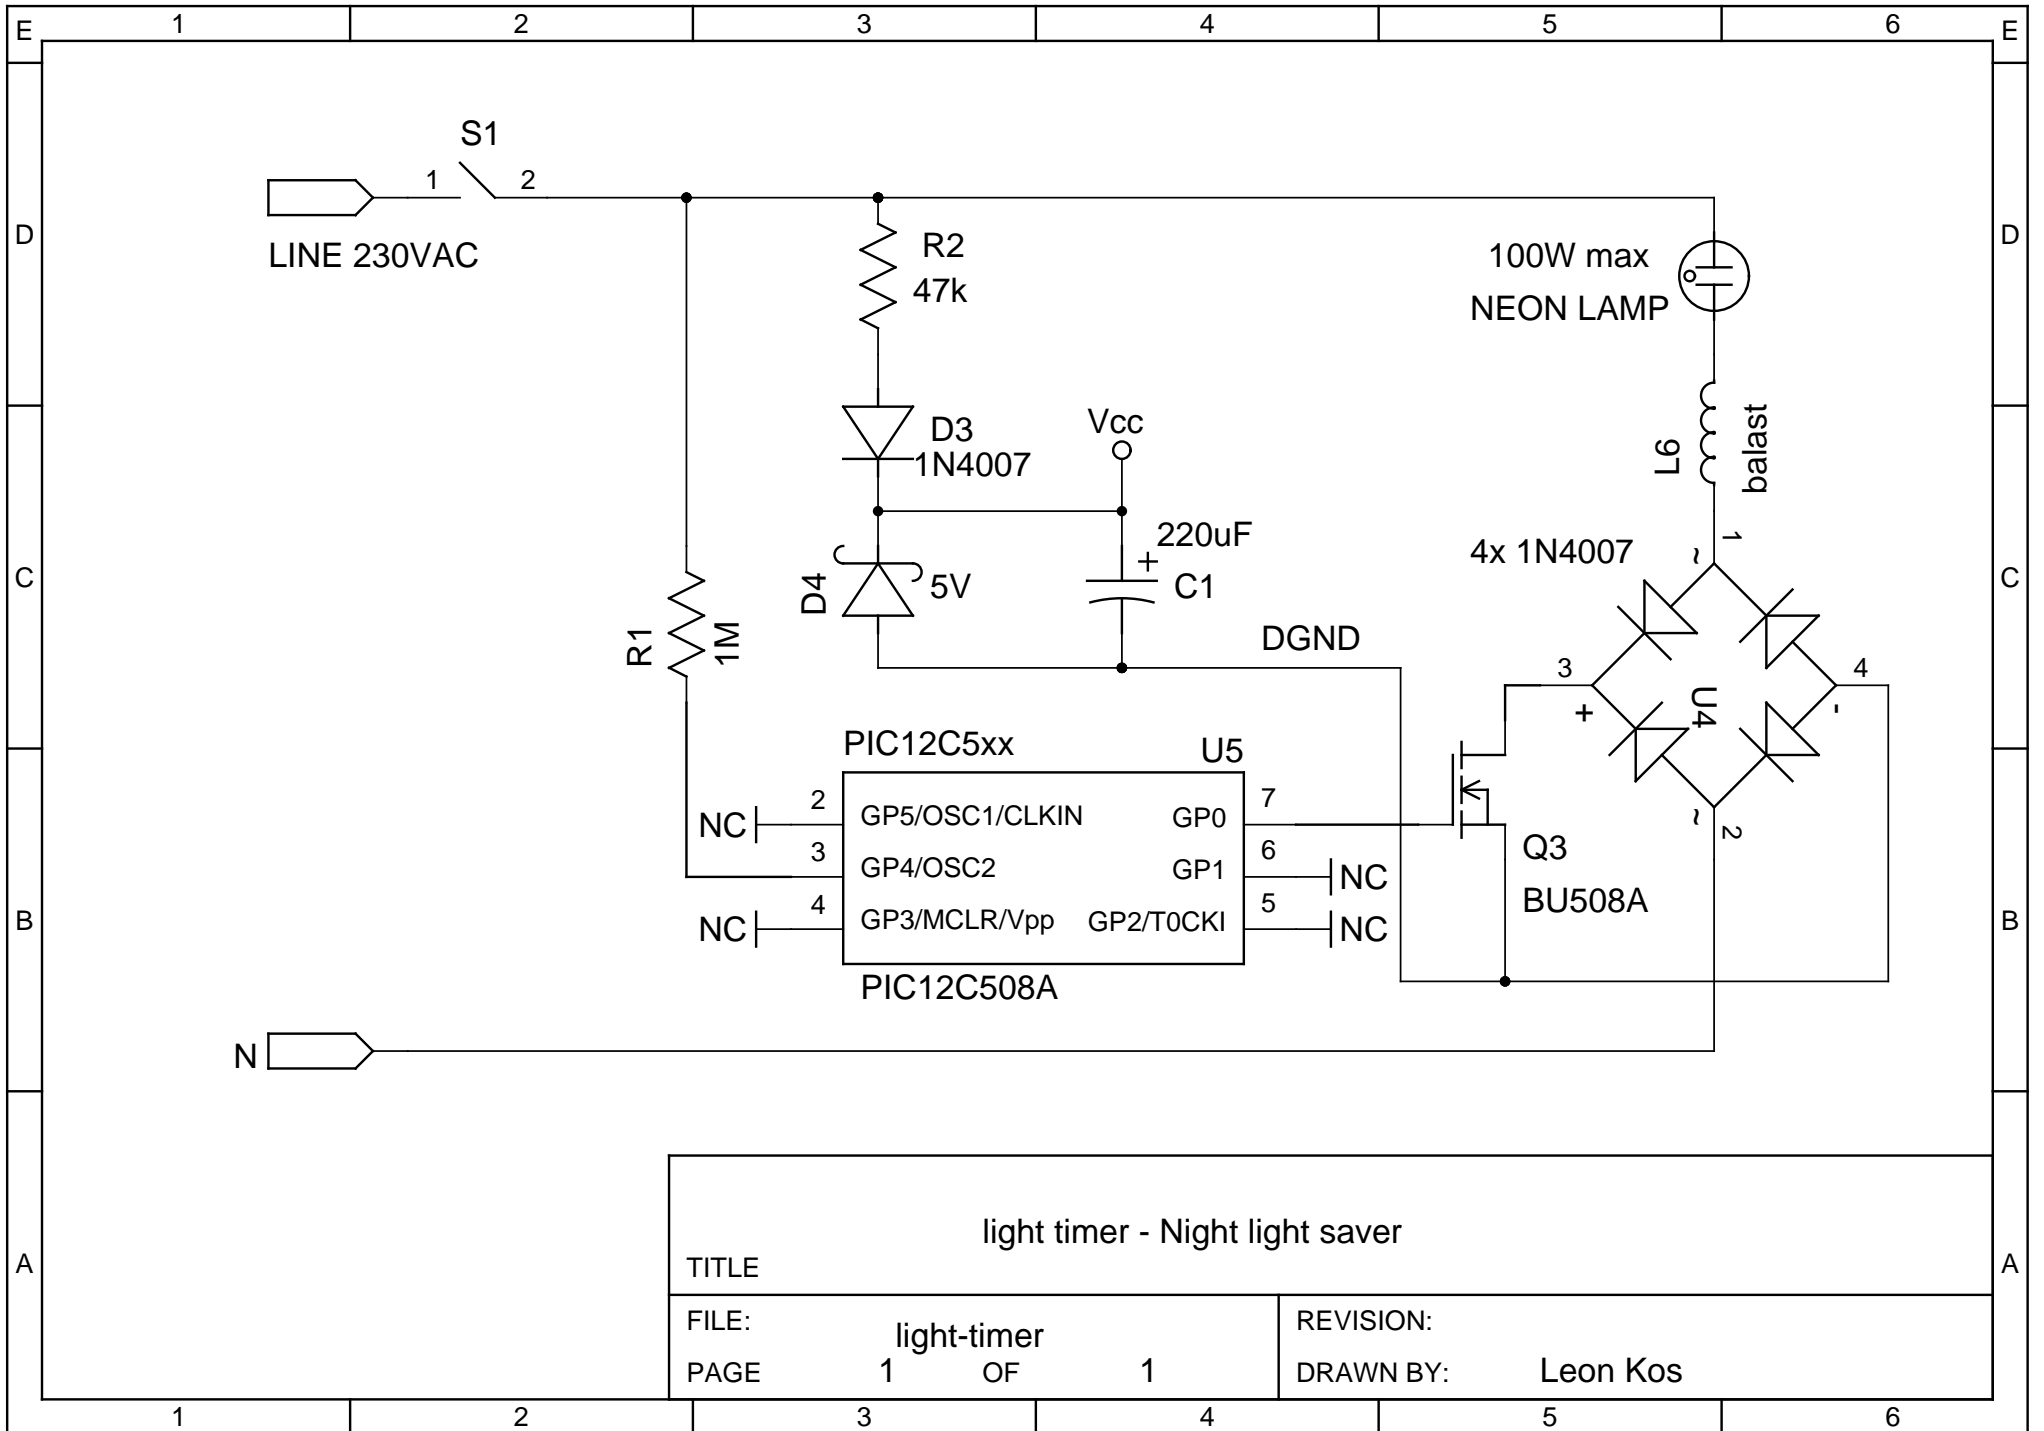 1 2 3 4 5 6
E E
S1
1 2
D D
LINE 230VAC
R2
47k
100W max
NEON LAMP
D3
1N4007
Vcc
L6
balast
220uF
+
C1
4x 1N4007
1
~
C C
D4
5V
R1
1M
DGND
3
+
U4
4
-
PIC12C5xx
U5
NC 2 GP5/OSC1/CLKIN GP0 7
3 GP4/OSC2 GP1 6 NC
NC 4 GP3/MCLR/Vpp GP2/T0CKI 5 NC
~
2
Q3
BU508A
B B
PIC12C508A
N
light timer - Night light saver
TITLE
A A
FILE: light-timer
REVISION:
PAGE 1 OF 1
DRAWN BY: Leon Kos
1 2 3 4 5 6